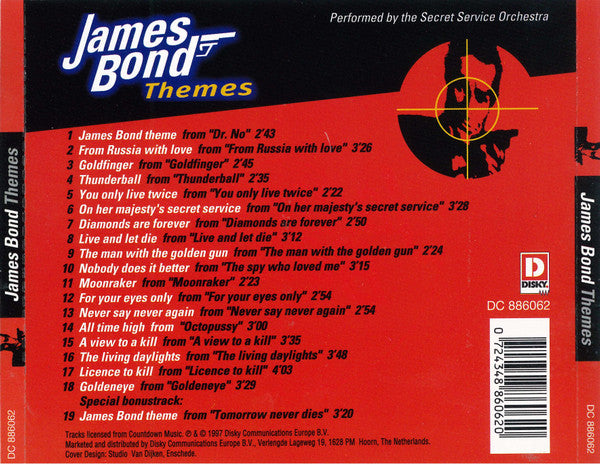 James
Bond
Themes
Performed by the Secret Service Orchestra
1 James Bond theme from "Dr. No" 2'43
2 From Russia with love from "From Russia with love" 3'26
3 Goldfinger from "Goldfinger" 2'45
4 Thunderball from "Thunderball" 2'35
5 You only live twice from "You only live twice" 2'22
6 On her majesty's secret service from "On her majesty's secret service" 3'28
7 Diamonds are forever from "Diamonds are forever" 2'50
8 Live and let die from "Live and let die" 3'12
9 The man with the golden gun from "The man with the golden gun" 2'24
10 Nobody does it better from "The spy who loved me" 3'15
11 Moonraker from "Moonraker" 2'23
12 For your eyes only from "For your eyes only" 2'54
13 Never say never again from "Never say never again" 2'54
14 All time high from "Octopussy" 3'00
15 A view to a kill from "A view to a kill" 3'35
16 The living daylights from "The living daylights" 3'48
17 Licence to kill from "Licence to kill" 4'03
18 Goldeneye from "Goldeneye" 3'29
Special bonustrack:
19 James Bond theme from "Tomorrow never dies" 3'20
Tracks licensed from Countdown Music. ℗ & © 1997 Disky Communications Europe B.V.
Marketed and distributed by Disky Communications Europe B.V., Verlengde Lageweg 19, 1628 PM Hoorn, The Netherlands.
Cover Design: Studio Van Dijken, Enschede.
D
DISKY
DC 886062
0 724348 860620
James Bond Themes
DC 886062
James Bond Themes
DC 886062